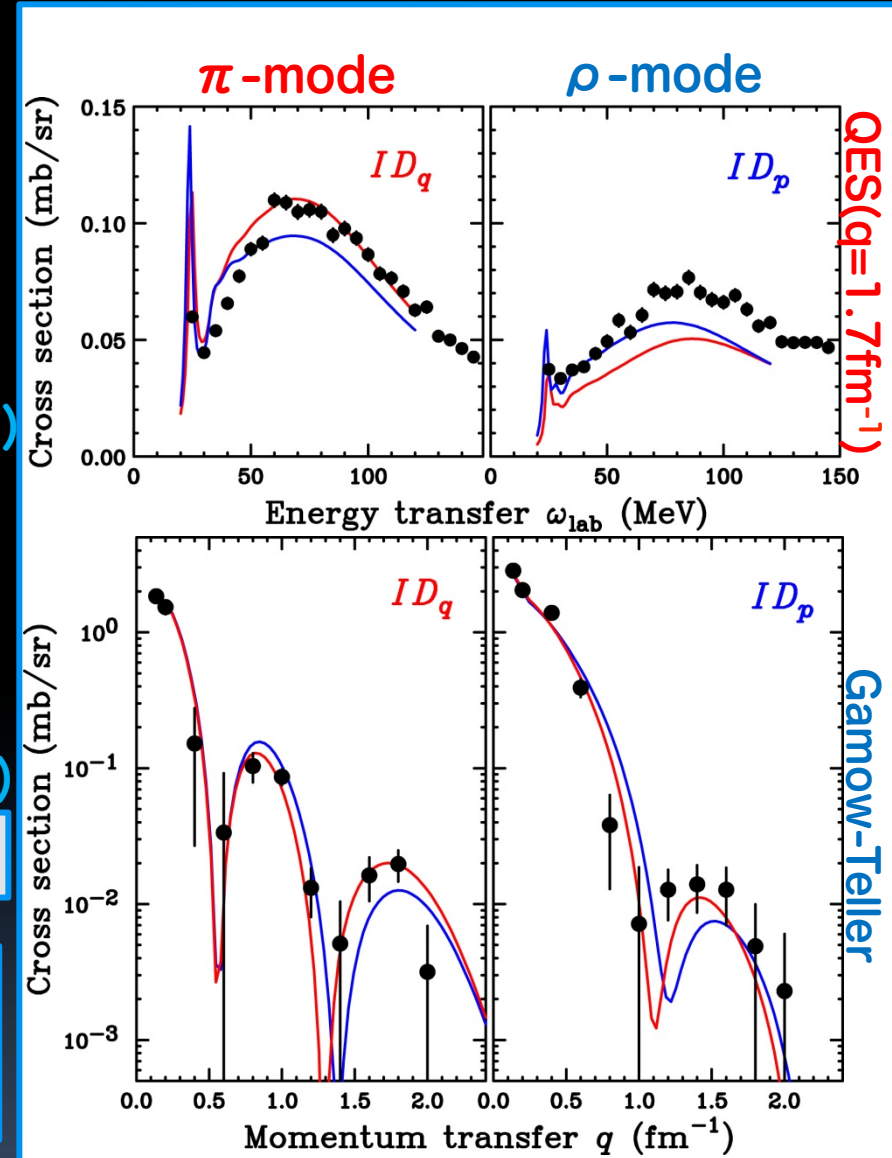 π-mode
ρ-mode
Cross section (mb/sr)
0.15
0.10
0.05
0.00
ID_q
ID_p
QES(q=1.7fm⁻¹)
0 50 100 0 50 100 150
Energy transfer ω_lab (MeV)
)
)
Cross section (mb/sr)
10⁰
10⁻¹
10⁻²
10⁻³
ID_q
ID_p
Gamow-Teller
0.0 0.5 1.0 1.5 2.0 0.0 0.5 1.0 1.5 2.0
Momentum transfer q (fm⁻¹)